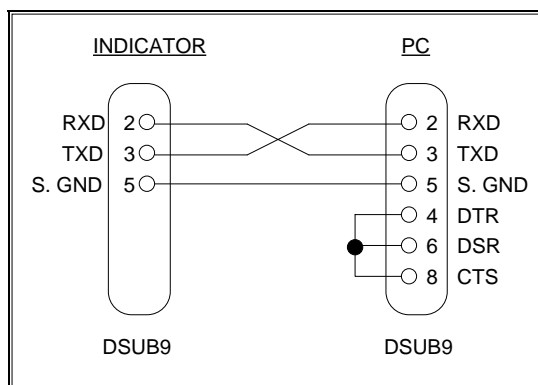 INDICATOR PC
RXD 2 2 RXD
TXD 3 3 TXD
S. GND 5 5 S. GND
4 DTR
6 DSR
8 CTS
DSUB9 DSUB9